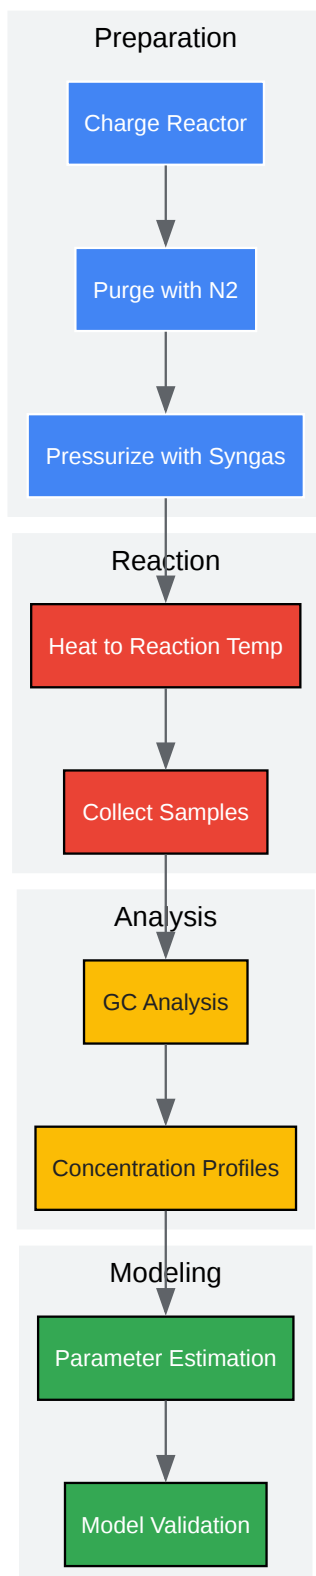 Preparation
Charge Reactor
Purge with N2
Pressurize with Syngas
Reaction
Heat to Reaction Temp
Collect Samples
Analysis
GC Analysis
Concentration Profiles
Modeling
Parameter Estimation
Model Validation